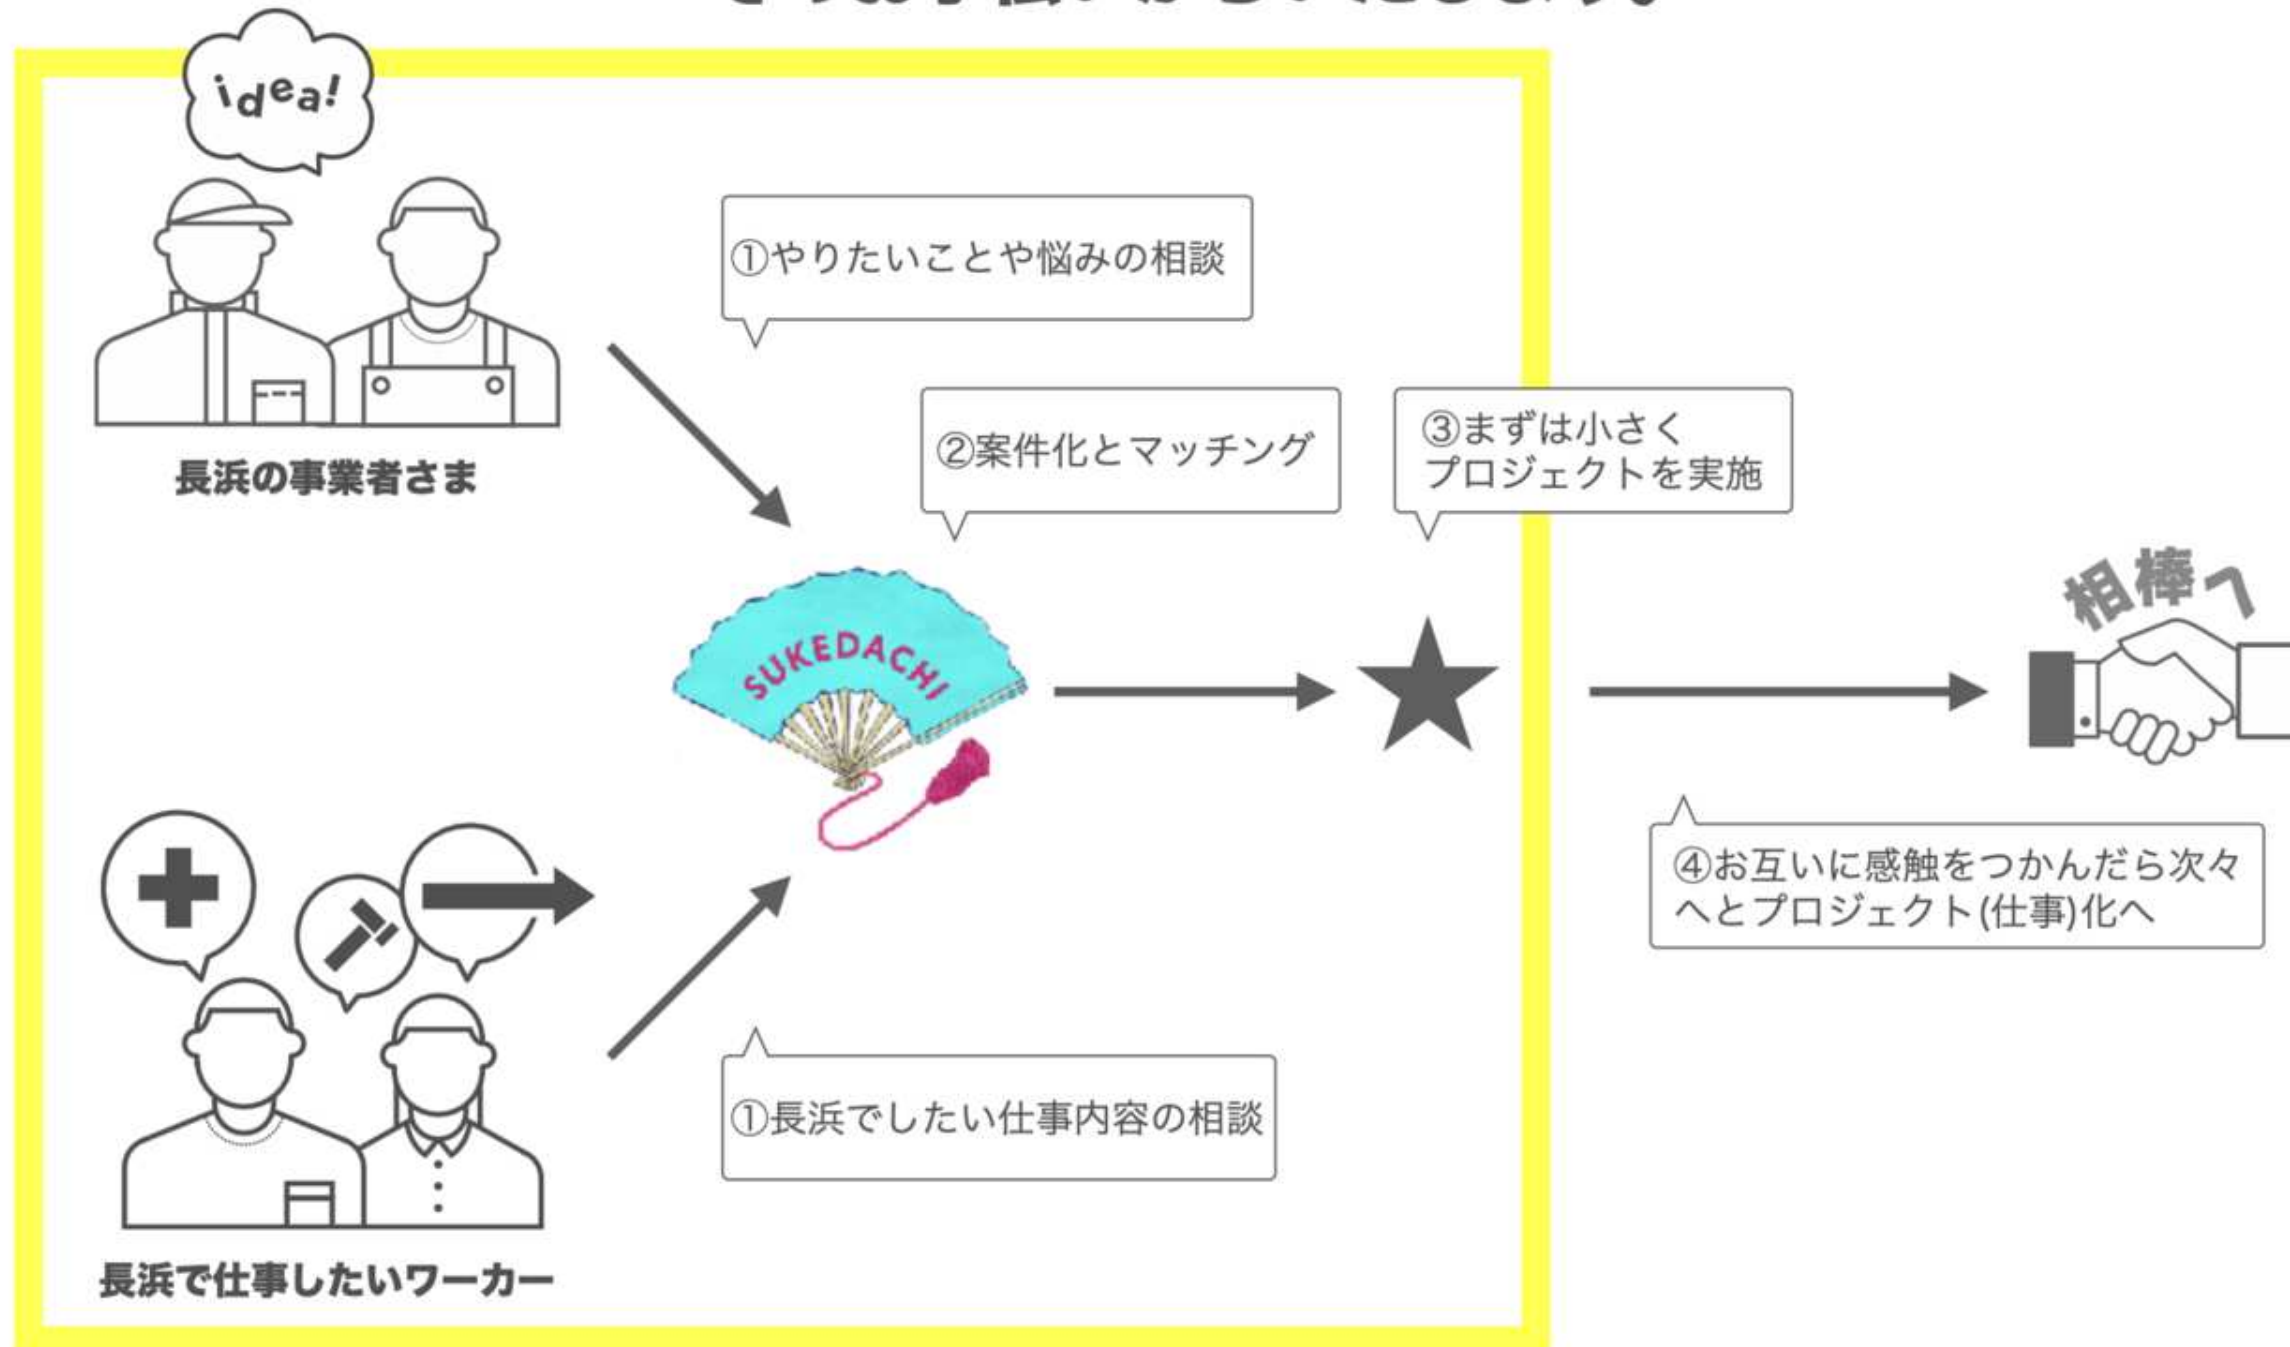 idea!
①やりたいことや悩みの相談
②案件化とマッチング
③まずは小さく
プロジェクトを実施
長浜の事業者さま
SUKEDACHI
相棒へ
④お互いに感触をつかんだら次々
へとプロジェクト(仕事)化へ
①長浜でしたい仕事内容の相談
長浜で仕事したいワーカー